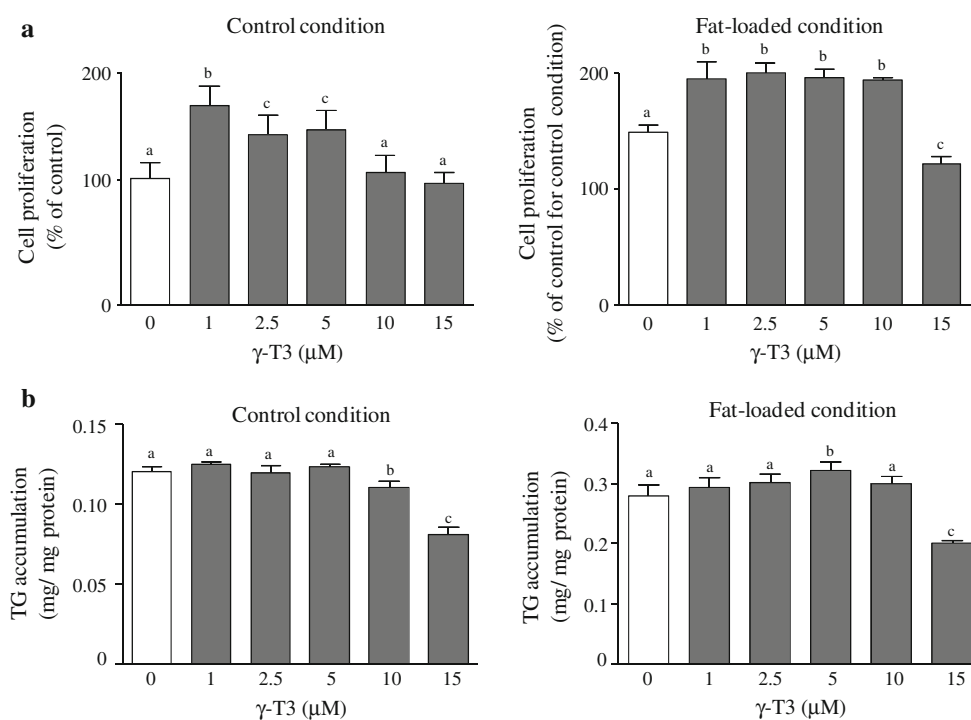 a
Control condition
Cell proliferation
(% of control)
200
100
0
a
b
c
c
a
a
0 1 2.5 5 10 15
γ-T3 (μM)
Fat-loaded condition
Cell proliferation
(% of control for control condition)
200
100
0
a
b
b
b
b
c
0 1 2.5 5 10 15
γ-T3 (μM)
b
Control condition
TG accumulation
(mg/ mg protein)
0.15
0.10
0.05
0
a
a
a
a
b
c
0 1 2.5 5 10 15
γ-T3 (μM)
Fat-loaded condition
TG accumulation
(mg/ mg protein)
0.4
0.3
0.2
0.1
0
a
a
a
b
a
c
0 1 2.5 5 10 15
γ-T3 (μM)